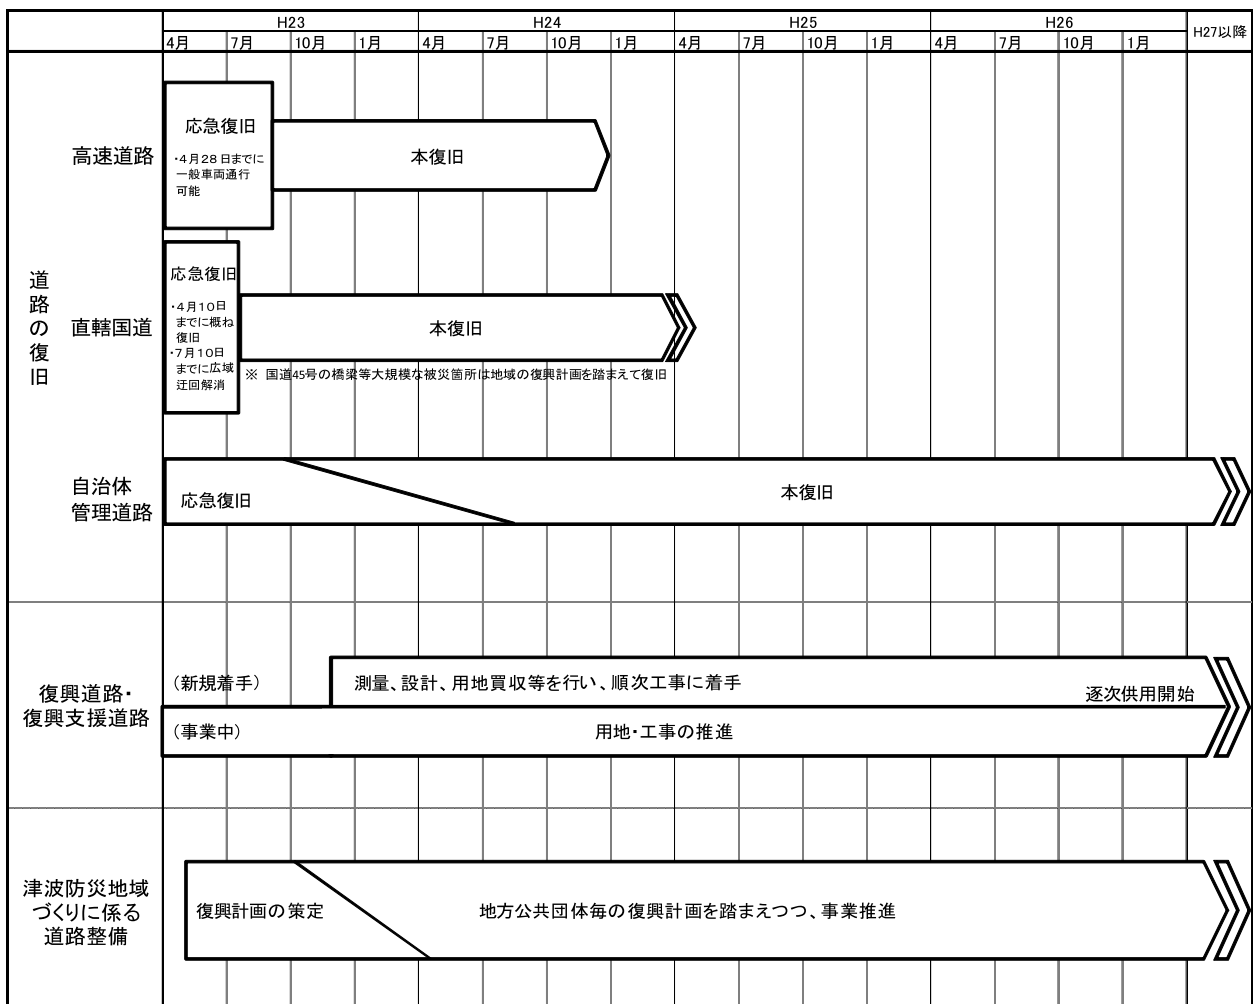 H23
H24
H25
H26
H27以降
4月
7月
10月
1月
4月
7月
10月
1月
4月
7月
10月
1月
4月
7月
10月
1月
道路の復旧
高速道路
応急復旧
・4月28日までに
一般車両通行
可能
本復旧
直轄国道
応急復旧
・4月10日
までに概ね
復旧
・7月10日
までに広域
迂回解消
本復旧
※ 国道45号の橋梁等大規模な被災箇所は地域の復興計画を踏まえて復旧
自治体
管理道路
応急復旧
本復旧
復興道路・
復興支援道路
（新規着手）
測量、設計、用地買収等を行い、順次工事に着手
逐次供用開始
（事業中）
用地・工事の推進
津波防災地域
づくりに係る
道路整備
復興計画の策定
地方公共団体毎の復興計画を踏まえつつ、事業推進